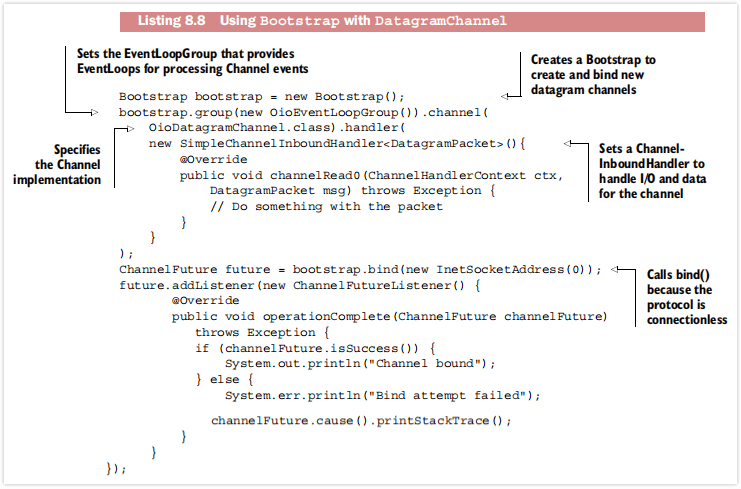 Listing 8.8 Using Bootstrap with DatagramChannel
Sets the EventLoopGroup that provides
EventLoops for processing Channel events
Creates a Bootstrap to
create and bind new
datagram channels
Bootstrap bootstrap = new Bootstrap();
bootstrap.group(new OioEventLoopGroup()).channel(
OioDatagramChannel.class).handler(
new SimpleChannelInboundHandler<DatagramPacket>(){
@Override
public void channelRead0(ChannelHandlerContext ctx,
DatagramPacket msg) throws Exception {
// Do something with the packet
}
}
);
Specifies
the Channel
implementation
Sets a Channel-
InboundHandler to
handle I/O and data
for the channel
ChannelFuture future = bootstrap.bind(new InetSocketAddress(0));
future.addListener(new ChannelFutureListener() {
@Override
public void operationComplete(ChannelFuture channelFuture)
throws Exception {
if (channelFuture.isSuccess()) {
System.out.println("Channel bound");
} else {
System.err.println("Bind attempt failed");
channelFuture.cause().printStackTrace();
}
}
});
Calls bind()
because the
protocol is
connectionless